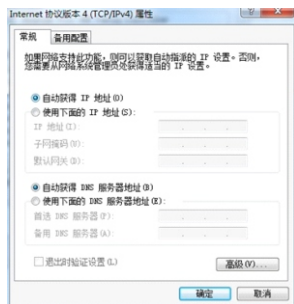 Internet 协议版本 4 (TCP/IPv4) 属性
常规
备用配置
如果网络支持此功能，则可以获取自动指派的 IP 设置。否则，
您需要从网络系统管理员处获得适当的 IP 设置。
自动获得 IP 地址(O)
使用下面的 IP 地址(S):
IP 地址(I):
子网掩码(U):
默认网关(D):
自动获得 DNS 服务器地址(B)
使用下面的 DNS 服务器地址(E):
首选 DNS 服务器(P):
备用 DNS 服务器(A):
退出时验证设置(L)
高级(V)...
确定
取消